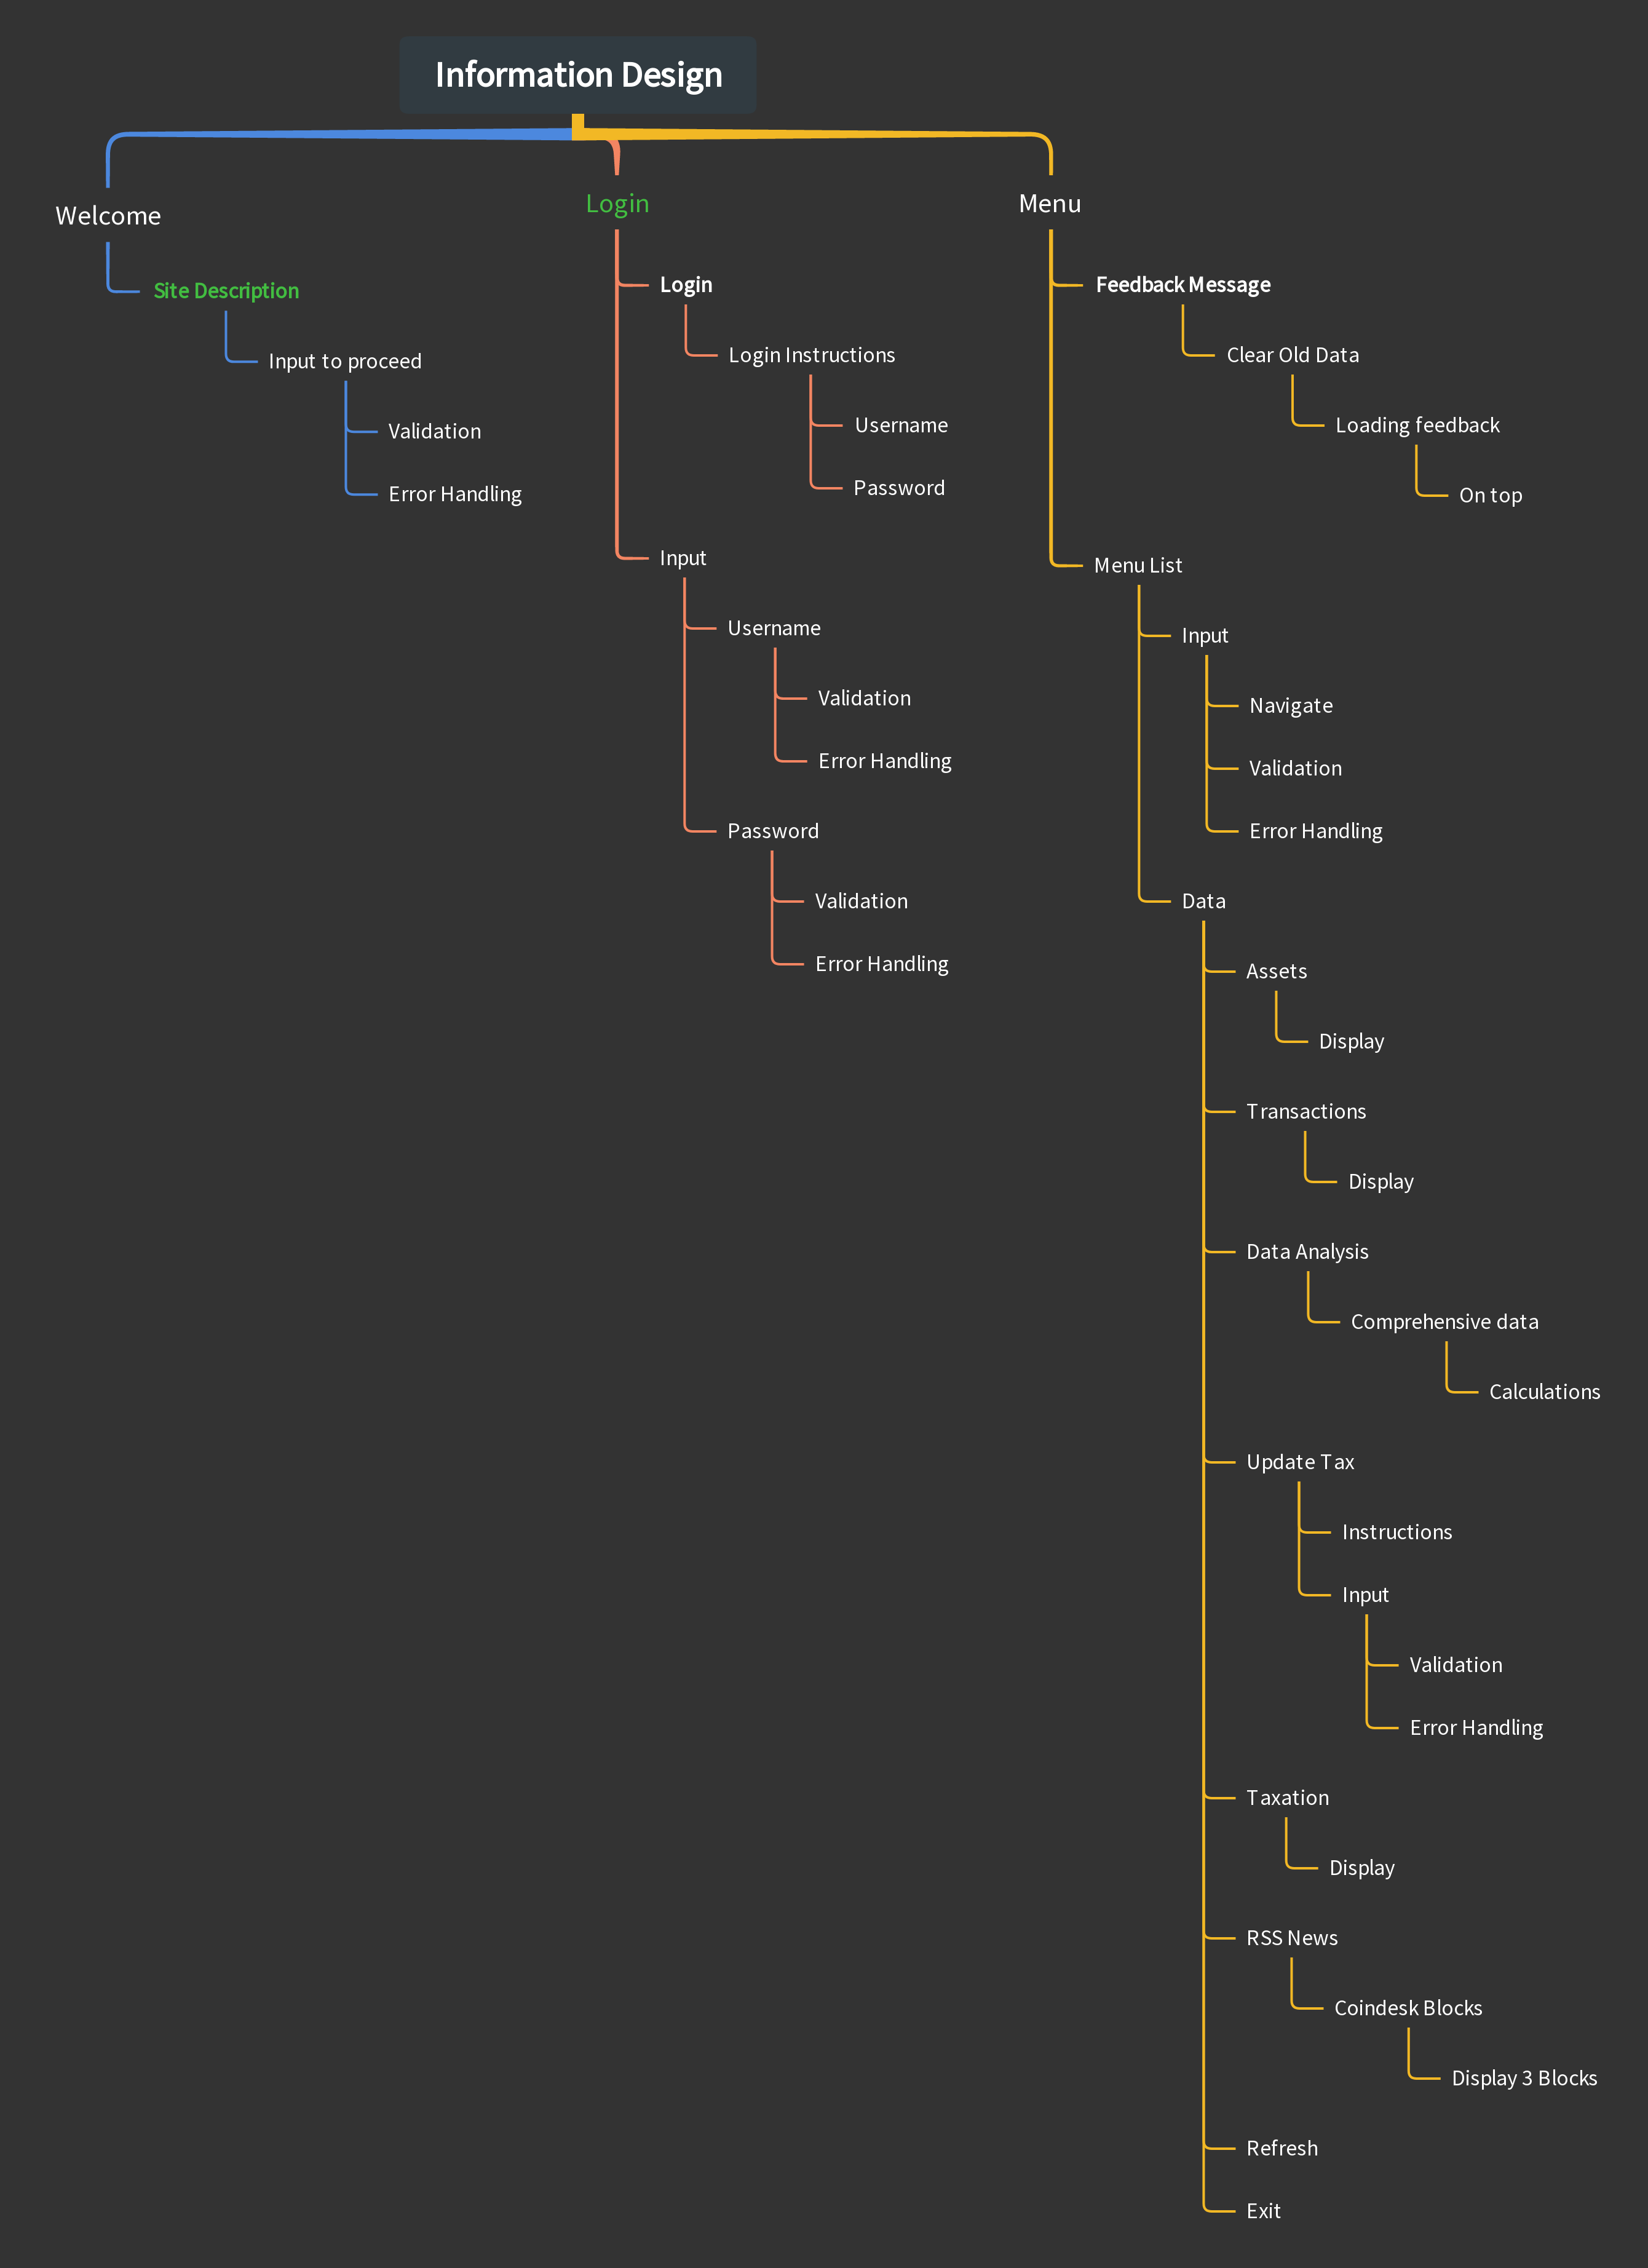 Information Design
Welcome
Site Description
Input to proceed
Validation
Error Handling
Login
Login
Login Instructions
Username
Password
Input
Username
Validation
Error Handling
Password
Validation
Error Handling
Menu
Feedback Message
Clear Old Data
Loading feedback
On top
Menu List
Input
Navigate
Validation
Error Handling
Data
Assets
Display
Transactions
Display
Data Analysis
Comprehensive data
Calculations
Update Tax
Instructions
Input
Validation
Error Handling
Taxation
Display
RSS News
Coindesk Blocks
Display 3 Blocks
Refresh
Exit